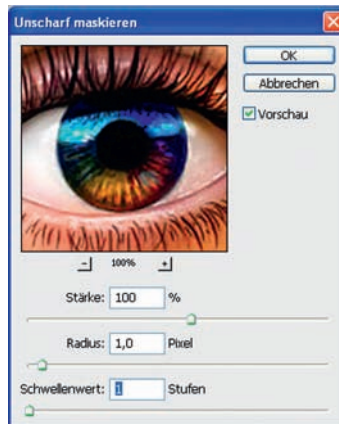 Unscharf maskieren
OK
Abbrechen
Vorschau
100%
Stärke: 100 %
Radius: 1,0 Pixel
Schwellenwert: 1 Stufen